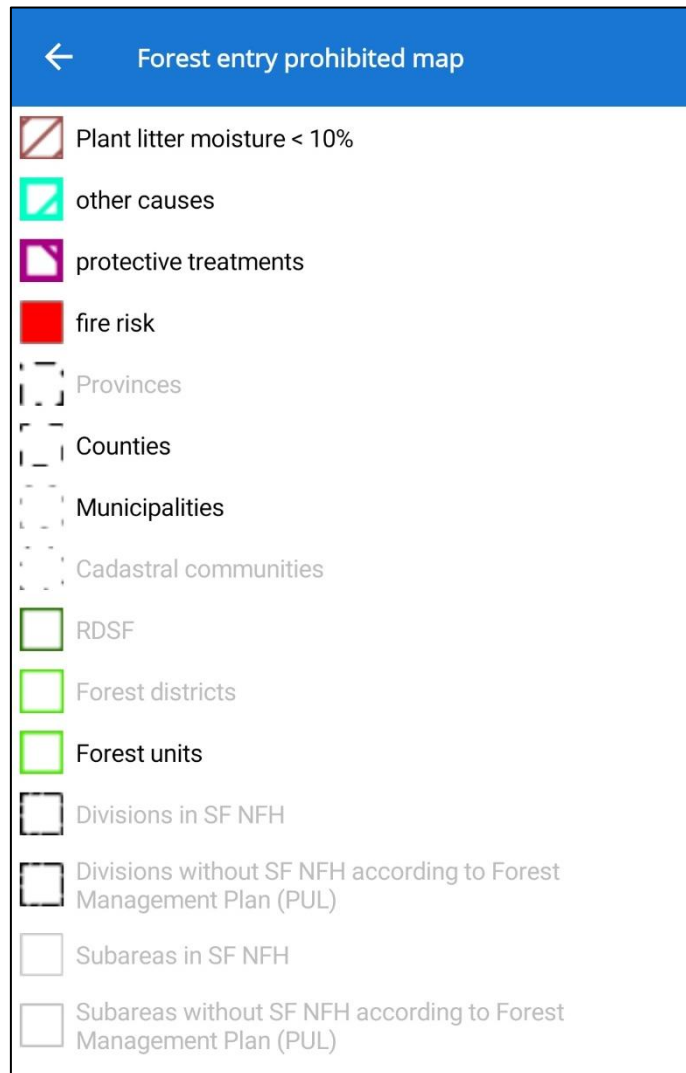 Forest entry prohibited map
Plant litter moisture < 10%
other causes
protective treatments
fire risk
Provinces
Counties
Municipalities
Cadastral communities
RDSF
Forest districts
Forest units
Divisions in SF NFH
Divisions without SF NFH according to Forest
Management Plan (PUL)
Subareas in SF NFH
Subareas without SF NFH according to Forest
Management Plan (PUL)